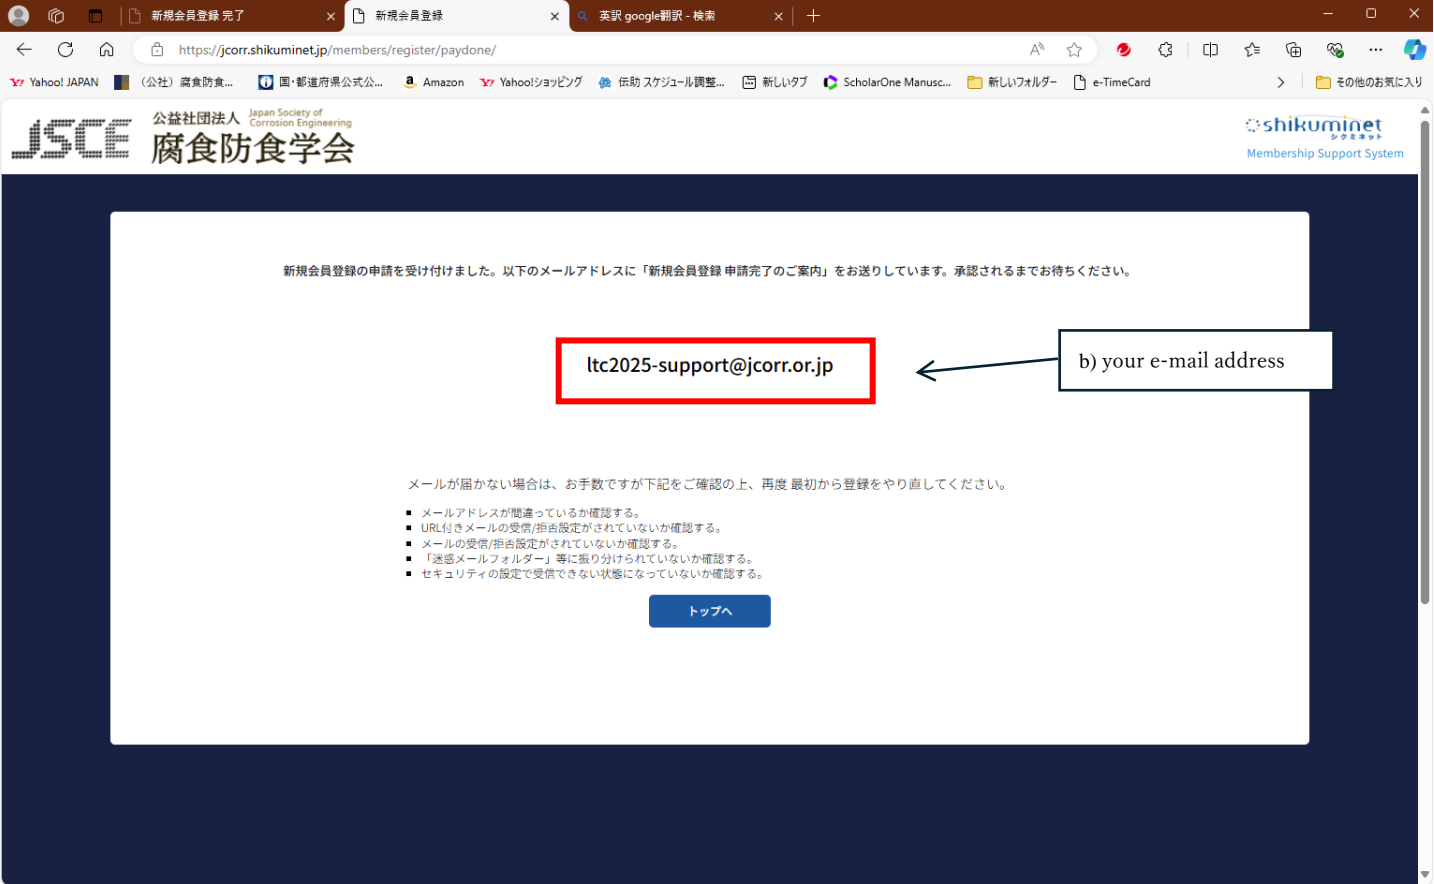 新規会員登録 完了
新規会員登録
英訳 google翻訳 - 検索
https://jcorr.shikuminet.jp/members/register/paydone/
Yahoo! JAPAN
（公社）腐食防食...
国・都道府県公式公...
Amazon
Yahoo!ショッピング
伝助 スケジュール調整...
新しいタブ
ScholarOne Manusc...
新しいフォルダー
e-TimeCard
その他のお気に入り
JSCE
公益社団法人
Japan Society of
Corrosion Engineering
腐食防食学会
shikuminet
シクミネット
Membership Support System
新規会員登録の申請を受け付けました。以下のメールアドレスに「新規会員登録 申請完了のご案内」をお送りしています。承認されるまでお待ちください。
ltc2025-support@jcorr.or.jp
b) your e-mail address
メールが届かない場合は、お手数ですが下記をご確認の上、再度 最初から登録をやり直してください。
メールアドレスが間違っているか確認する。
URL付きメールの受信/拒否設定がされていないか確認する。
メールの受信/拒否設定がされていないか確認する。
「迷惑メールフォルダー」等に振り分けられていないか確認する。
セキュリティの設定で受信できない状態になっていないか確認する。
トップへ